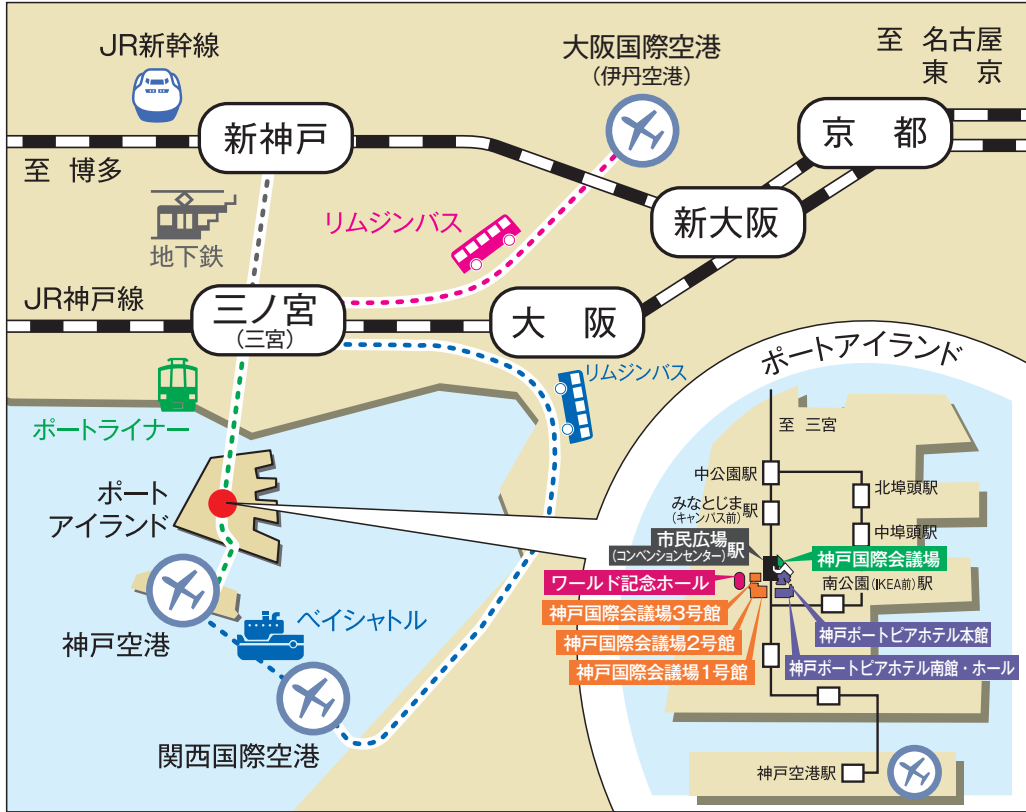 JR新幹線
大阪国際空港
(伊丹空港)
至 名古屋
東 京
新神戸
京 都
至 博多
新大阪
リムジンバス
地下鉄
JR神戸線
三ノ宮
(三宮)
大 阪
ポートアイランド
リムジンバス
ポートライナー
至 三宮
中公園駅
北埠頭駅
みなとじま駅
(キャンパス前)
中埠頭駅
ポート
アイランド
市民広場駅
(コンベンションセンター)
神戸国際会議場
ワールド記念ホール
南公園(IKEA前)駅
神戸国際会議場3号館
神戸国際会議場2号館
神戸国際会議場1号館
神戸ポートピアホテル本館
神戸ポートピアホテル南館・ホール
神戸空港
ベイシャトル
関西国際空港
神戸空港駅